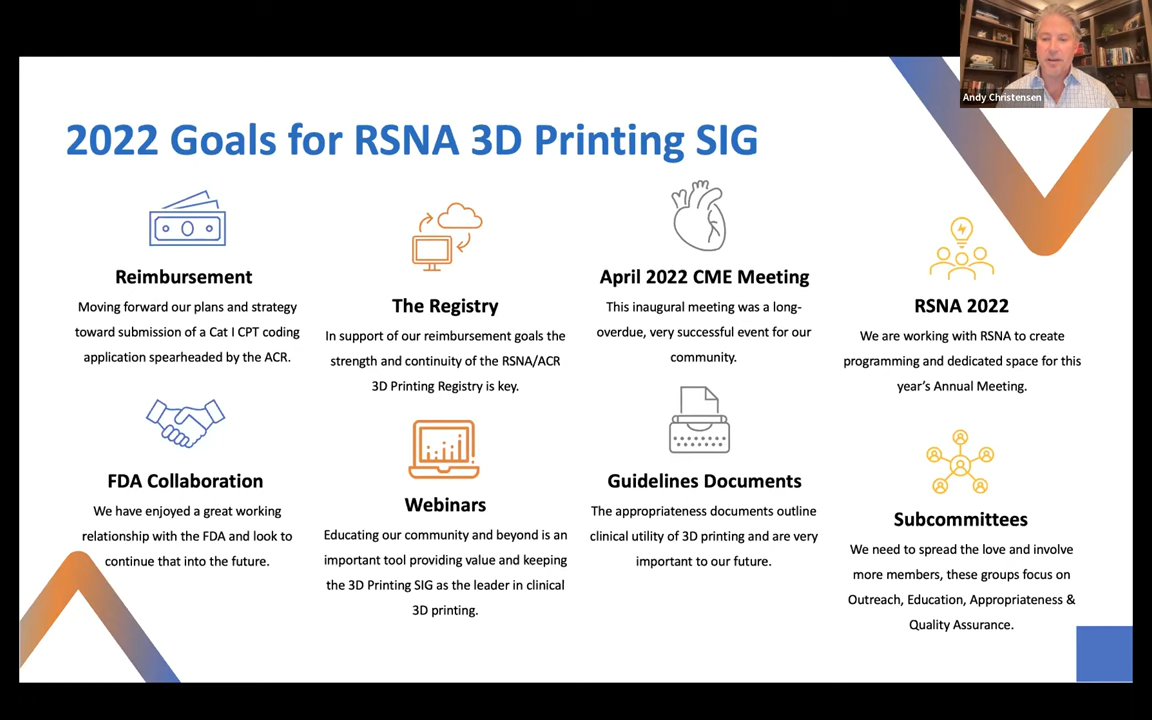 Andy Christensen
2022 Goals for RSNA 3D Printing SIG
Reimbursement
Moving forward our plans and strategy
toward submission of a Cat I CPT coding
application spearheaded by the ACR.
The Registry
In support of our reimbursement goals the
strength and continuity of the RSNA/ACR
3D Printing Registry is key.
April 2022 CME Meeting
This inaugural meeting was a long-
overdue, very successful event for our
community.
RSNA 2022
We are working with RSNA to create
programming and dedicated space for this
year's Annual Meeting.
FDA Collaboration
We have enjoyed a great working
relationship with the FDA and look to
continue that into the future.
Webinars
Educating our community and beyond is an
important tool providing value and keeping
the 3D Printing SIG as the leader in clinical
3D printing.
Guidelines Documents
The appropriateness documents outline
clinical utility of 3D printing and are very
important to our future.
Subcommittees
We need to spread the love and involve
more members, these groups focus on
Outreach, Education, Appropriateness &
Quality Assurance.